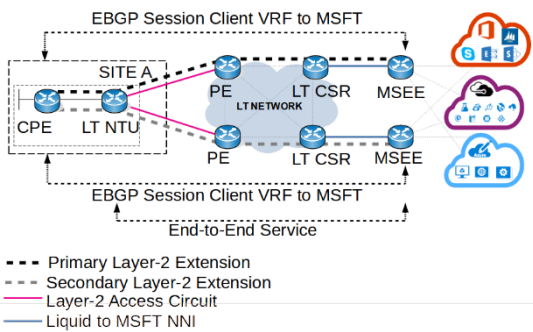 EBGP Session Client VRF to MSFT
SITE A
PE
LT CSR
MSEE
CPE
LT NTU
LT NETWORK
PE
LT CSR
MSEE
EBGP Session Client VRF to MSFT
End-to-End Service
Primary Layer-2 Extension
Secondary Layer-2 Extension
Layer-2 Access Circuit
Liquid to MSFT NNI